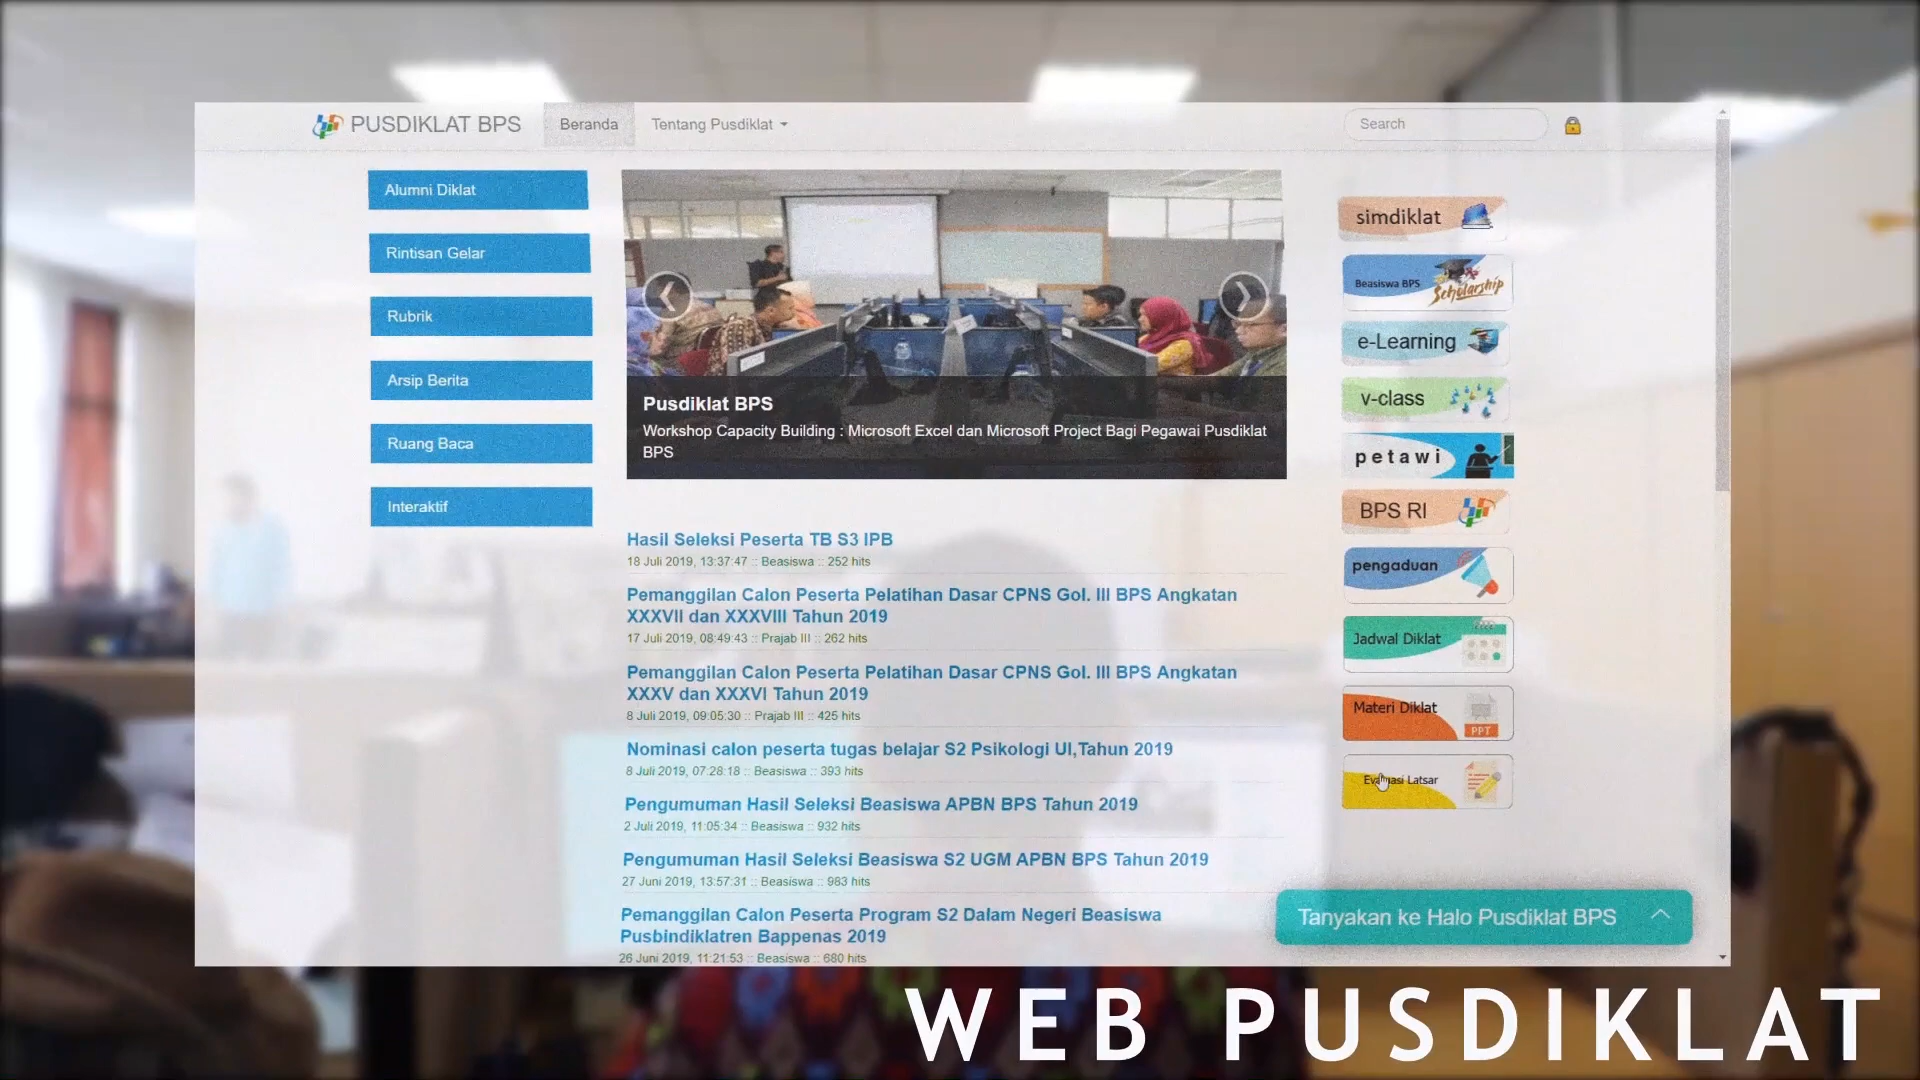 PUSDIKLAT BPS
Beranda
Tentang Pusdiklat
Search
Alumni Diklat
Rintisan Gelar
Rubrik
Arsip Berita
Ruang Baca
Interaktif
Pusdiklat BPS
Workshop Capacity Building : Microsoft Excel dan Microsoft Project Bagi Pegawai Pusdiklat
BPS
Hasil Seleksi Peserta TB S3 IPB
18 Juli 2019, 13:37:47 :: Beasiswa :: 252 hits
Pemanggilan Calon Peserta Pelatihan Dasar CPNS Gol. III BPS Angkatan
XXXVII dan XXXVIII Tahun 2019
17 Juli 2019, 08:49:43 :: Prajab III :: 262 hits
Pemanggilan Calon Peserta Pelatihan Dasar CPNS Gol. III BPS Angkatan
XXXV dan XXXVI Tahun 2019
8 Juli 2019, 09:05:30 :: Prajab III :: 425 hits
Nominasi calon peserta tugas belajar S2 Psikologi UI,Tahun 2019
8 Juli 2019, 07:28:18 :: Beasiswa :: 393 hits
Pengumuman Hasil Seleksi Beasiswa APBN BPS Tahun 2019
2 Juli 2019, 11:05:34 :: Beasiswa :: 932 hits
Pengumuman Hasil Seleksi Beasiswa S2 UGM APBN BPS Tahun 2019
27 Juni 2019, 13:57:31 :: Beasiswa :: 983 hits
Pemanggilan Calon Peserta Program S2 Dalam Negeri Beasiswa
Pusbindiklatren Bappenas 2019
26 Juni 2019, 11:21:53 :: Beasiswa :: 680 hits
simdiklat
Beasiswa BPS Scholarship
e-Learning
v-class
petawi
BPS RI
pengaduan
Jadwal Diklat
Materi Diklat
PPT
Evaluasi Latsar
Tanyakan ke Halo Pusdiklat BPS
WEB PUSDIKLAT